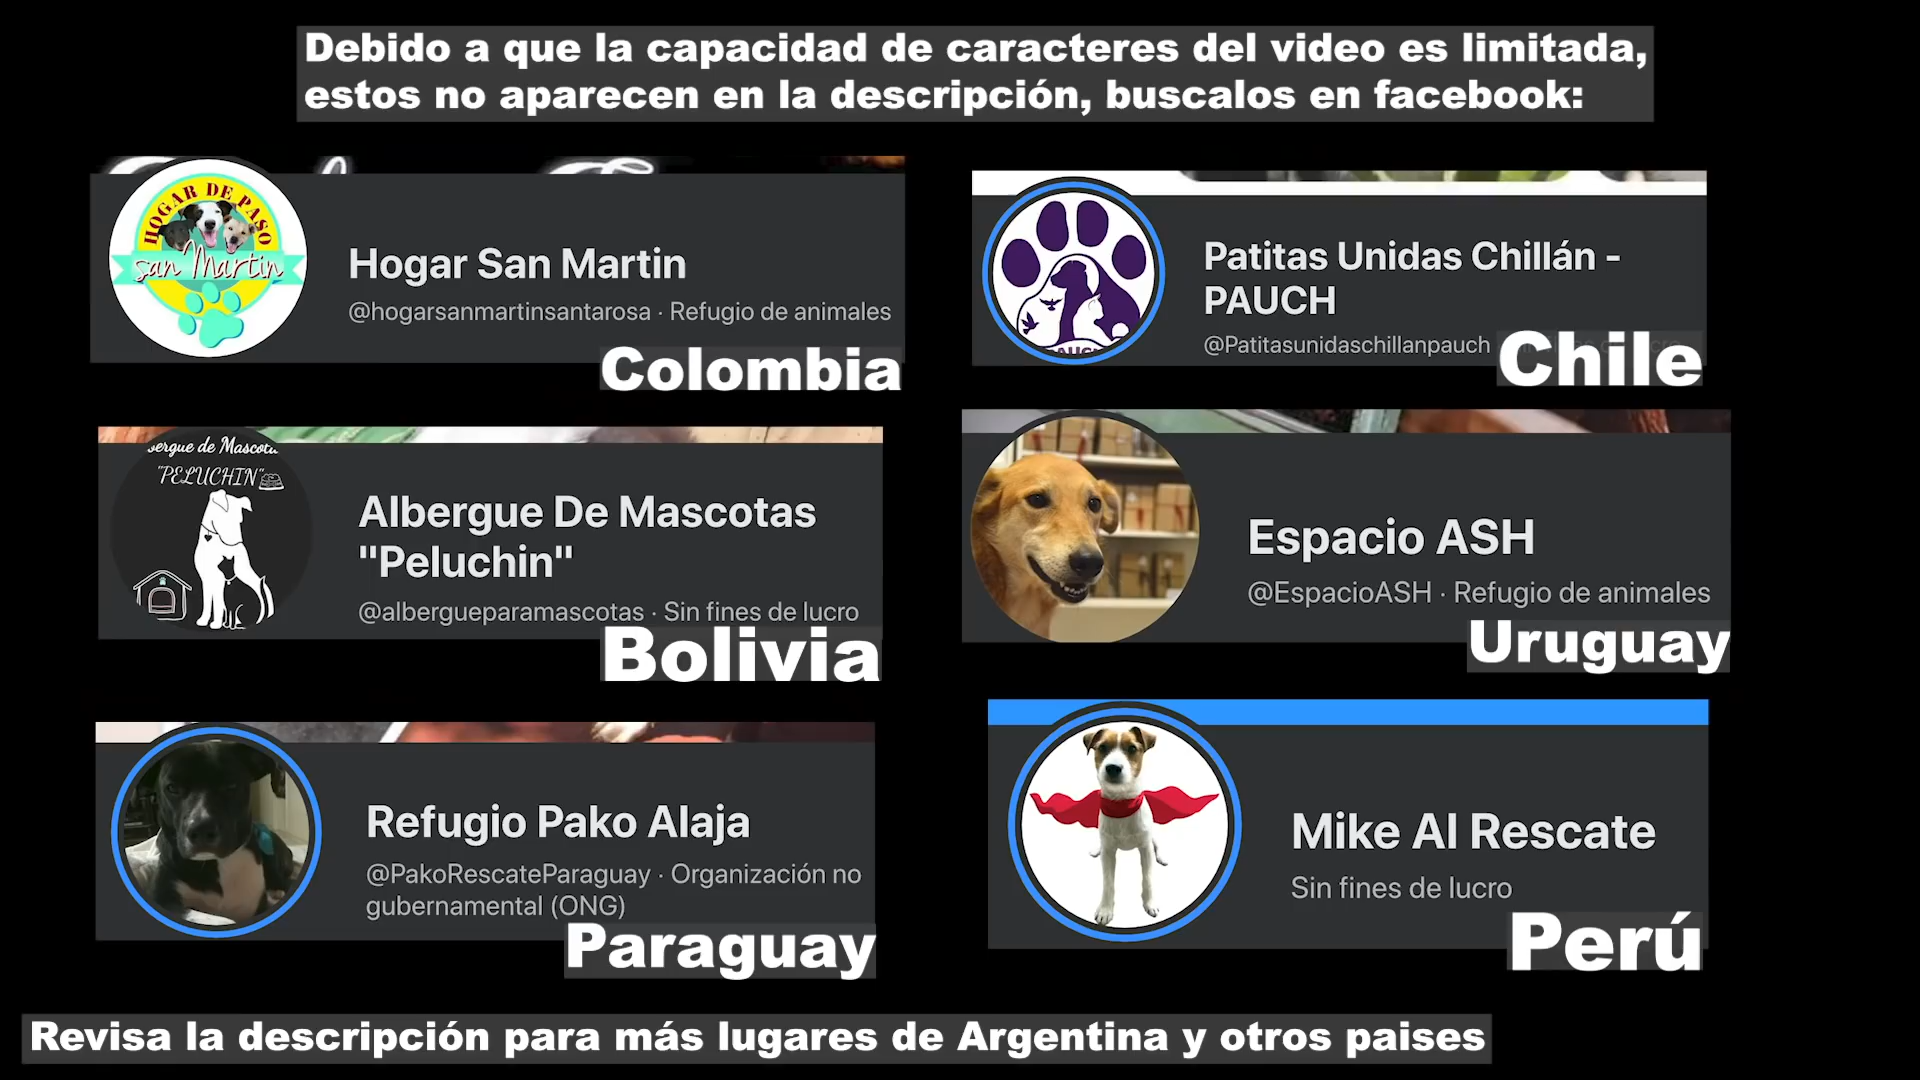 Debido a que la capacidad de caracteres del video es limitada,
estos no aparecen en la descripción, buscalos en facebook:
HOGAR DE PASO
san Martin
Hogar San Martin
@hogarsanmartinsantarosa · Refugio de animales
Colombia
Patitas Unidas Chillán -
PAUCH
@Patitasunidaschillanpauch
Chile
de
"PELUCHIN"
Albergue De Mascotas
"Peluchin"
@albergueparamascotas · Sin fines de lucro
Bolivia
Espacio ASH
@EspacioASH · Refugio de animales
Uruguay
Refugio Pako Alaja
@PakoRescateParaguay · Organización no
gubernamental (ONG)
Paraguay
Mike Al Rescate
Sin fines de lucro
Perú
Revisa la descripción para más lugares de Argentina y otros paises